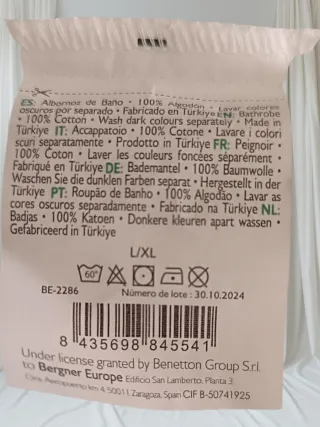 ES: Albornos de Baño • 100% Algodón • Lavar colores
oscuros por separado • Fabricado en Türkiye EN: Bathrobe
• 100% Cotton • Wash dark colours separately • Made in
Türkiye IT: Accappatoio • 100% Cotone • Lavare i colori
scuri separatamente • Prodotto in Türkiye FR: Peignoir •
100% Coton • Laver les couleurs foncées séparément •
Fabriqué en Türkiye DE: Bademantel • 100% Baumwolle •
Waschen Sie die dunklen Farben separat • Hergestellt in der
Türkiye PT: Roupão de Banho • 100% Algodão • Lavar as
cores oscuros separadamente • Fabricado na Türkiye NL:
Badjas • 100% Katoen • Donkere kleuren apart wassen •
Gefabriceerd in Türkiye
L/XL
60°
BE-2286 Número de lote : 30.10.2024
8 435698 845541
Under license granted by Benetton Group S.r.l.
to Bergner Europe Edificio San Lamberto, Planta 3,
Ctra. Aeropuerto km 4 50011 Zaragoza, Spain CIF B-50741925